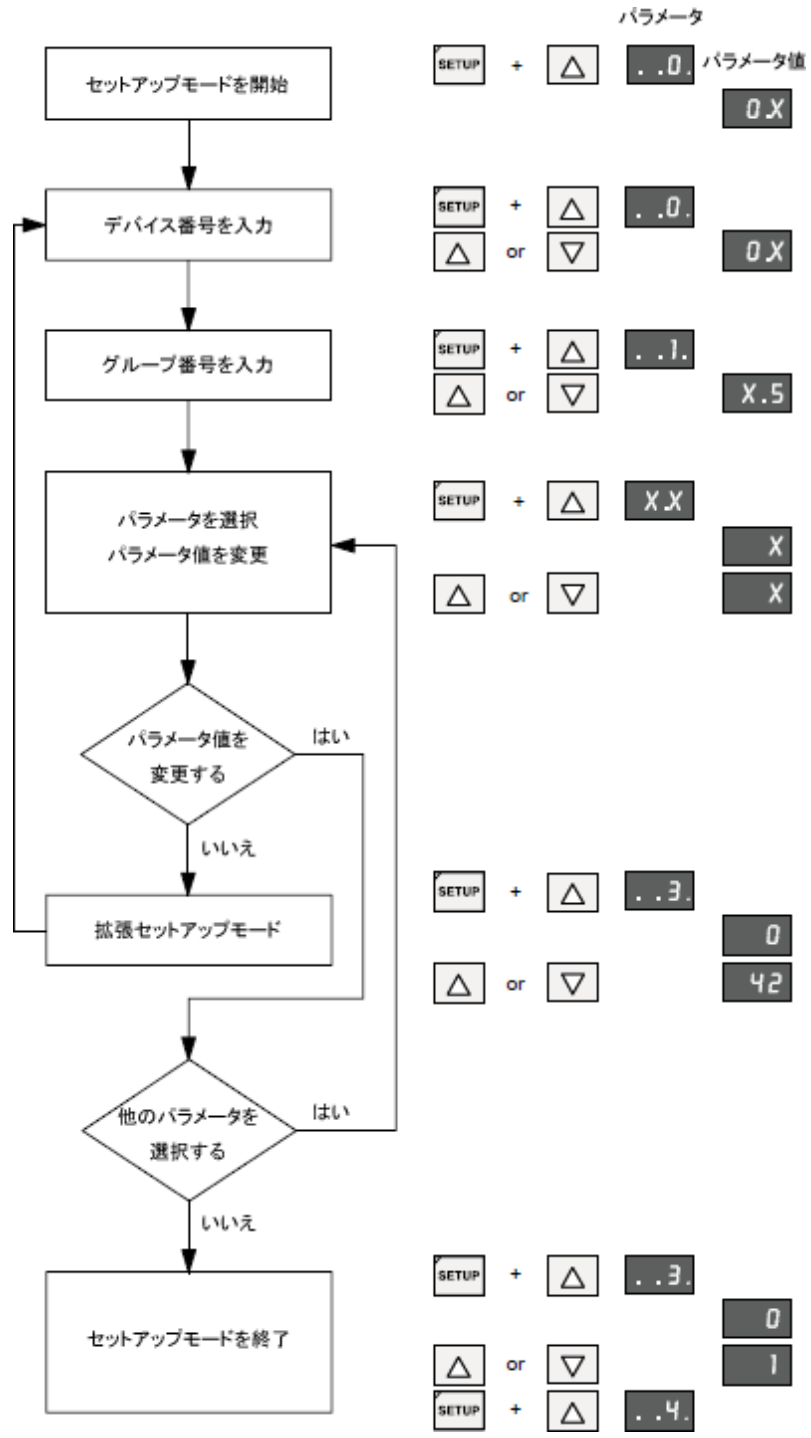 パラメータ
セットアップモードを開始
SETUP + △ . .0. パラメータ値
0.X
デバイス番号を入力
SETUP + △ . .0.
△ or ▽ 0.X
グループ番号を入力
SETUP + △ . .1.
△ or ▽ X.5
パラメータを選択
パラメータ値を変更
SETUP + △ X.X
X
△ or ▽ X
パラメータ値を
変更する
はい
いいえ
拡張セットアップモード
SETUP + △ . .3.
0
△ or ▽ 42
他のパラメータを
選択する
はい
いいえ
セットアップモードを終了
SETUP + △ . .3.
0
△ or ▽ 1
SETUP + △ . .4.